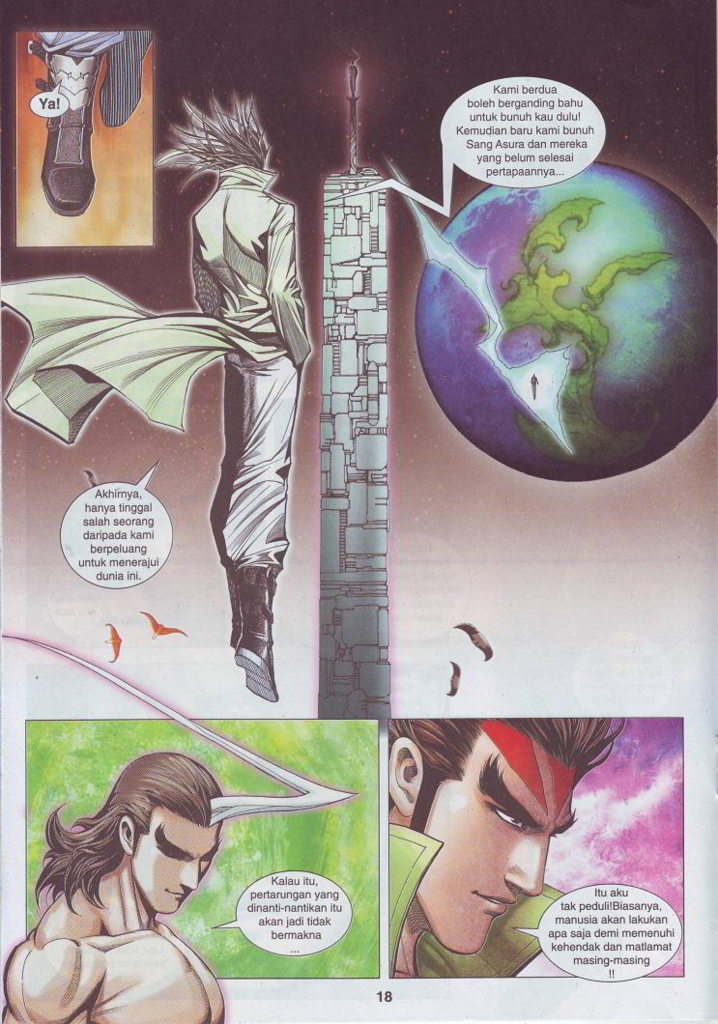 Ya!
Kami berdua
boleh berganding bahu
untuk bunuh kau dulu!
Kemudian baru kami bunuh
Sang Asura dan mereka
yang belum selesai
pertapaannya...
Akhirnya,
hanya tinggal
salah seorang
daripada kami
berpeluang
untuk menerajui
dunia ini.
Kalau itu,
pertarungan yang
dinanti-nantikan itu
akan jadi tidak
bermakna
...
Itu aku
tak peduli!Biasanya,
manusia akan lakukan
apa saja demi memenuhi
kehendak dan matlamat
masing-masing
!!
18